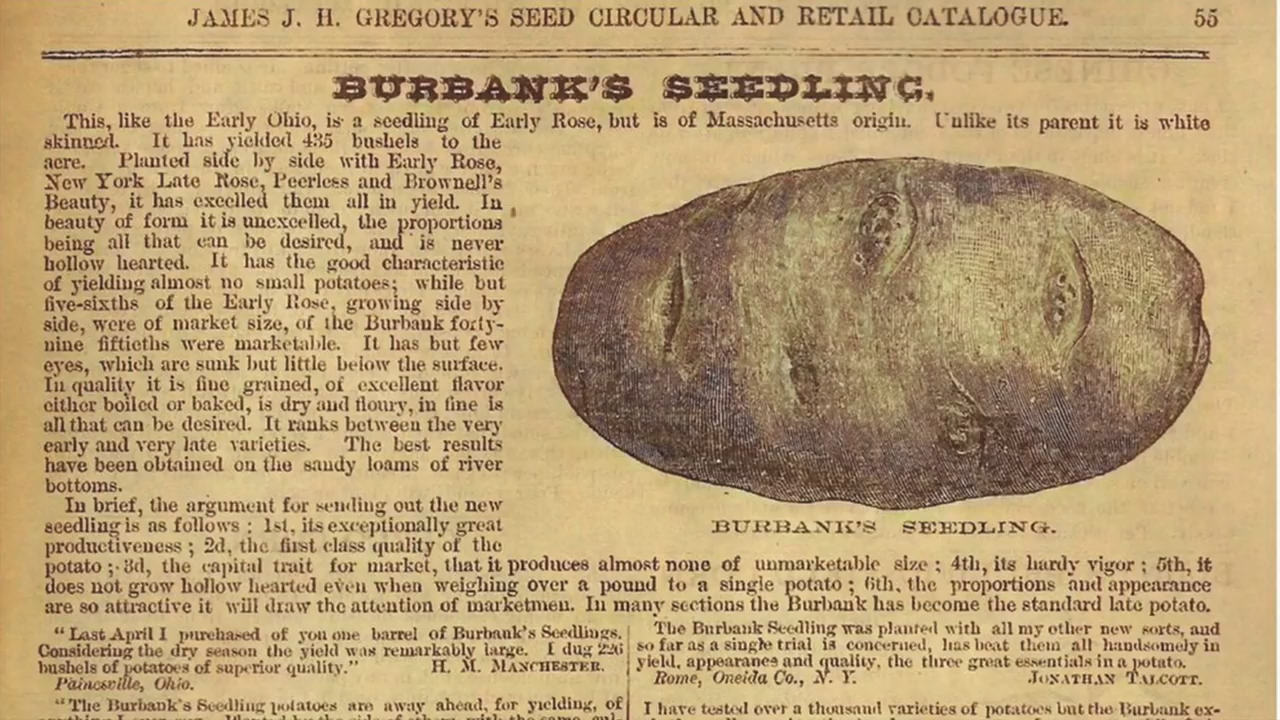 JAMES J. H. GREGORY'S SEED CIRCULAR AND RETAIL CATALOGUE. 55
BURBANK'S SEEDLING.
This, like the Early Ohio, is a seedling of Early Rose, but is of Massachusetts origin. Unlike its parent it is white
skinned. It has yielded 435 bushels to the
acre. Planted side by side with Early Rose,
New York Late Rose, Peerless and Brownell's
Beauty, it has excelled them all in yield. In
beauty of form it is unexcelled, the proportions
being all that can be desired, and is never
hollow hearted. It has the good characteristic
of yielding almost no small potatoes; while but
five-sixths of the Early Rose, growing side by
side, were of market size, of the Burbank forty-
nine fiftieths were marketable. It has but few
eyes, which are sunk but little below the surface.
In quality it is fine grained, of excellent flavor
either boiled or baked, is dry and floury, in fine is
all that can be desired. It ranks between the very
early and very late varieties. The best results
have been obtained on the sandy loams of river
bottoms.
In brief, the argument for sending out the new
seedling is as follows : 1st, its exceptionally great
productiveness ; 2d, the first class quality of the
potato ; 3d, the capital trait for market, that it produces almost none of unmarketable size ; 4th, its hardy vigor ; 5th, it
does not grow hollow hearted even when weighing over a pound to a single potato ; 6th, the proportions and appearance
are so attractive it will draw the attention of marketmen. In many sections the Burbank has become the standard late potato.
BURBANK'S SEEDLING.
"Last April I purchased of you one barrel of Burbank's Seedlings.
Considering the dry season the yield was remarkably large. I dug 226
bushels of potatoes of superior quality." H. M. MANCHESTER.
Painesville, Ohio.
"The Burbank's Seedling potatoes are away ahead, for yielding, of
The Burbank Seedling was planted with all my other new sorts, and
so far as a single trial is concerned, has beat them all handsomely in
yield, appearance and quality, the three great essentials in a potato.
Rome, Oneida Co., N. Y. JONATHAN TALCOTT.
I have tested over a thousand varieties of potatoes but the Burbank ex-